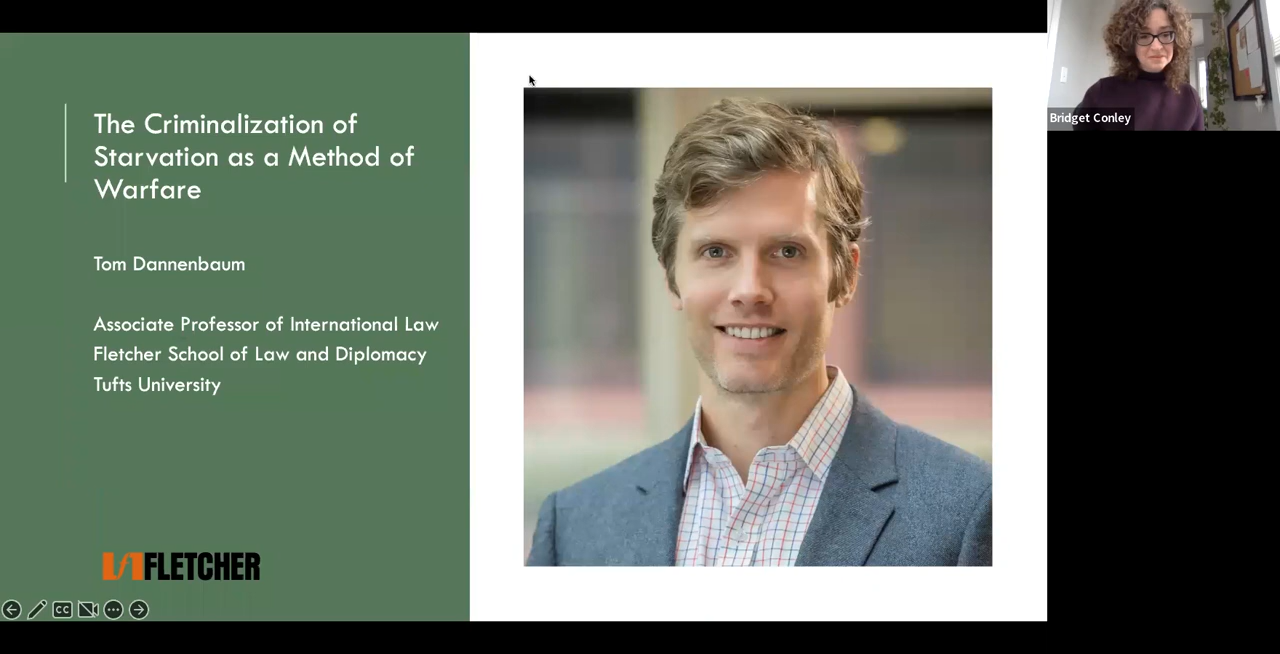 The Criminalization of
Starvation as a Method of
Warfare
Tom Dannenbaum
Associate Professor of International Law
Fletcher School of Law and Diplomacy
Tufts University
FLETCHER
CC
Bridget Conley